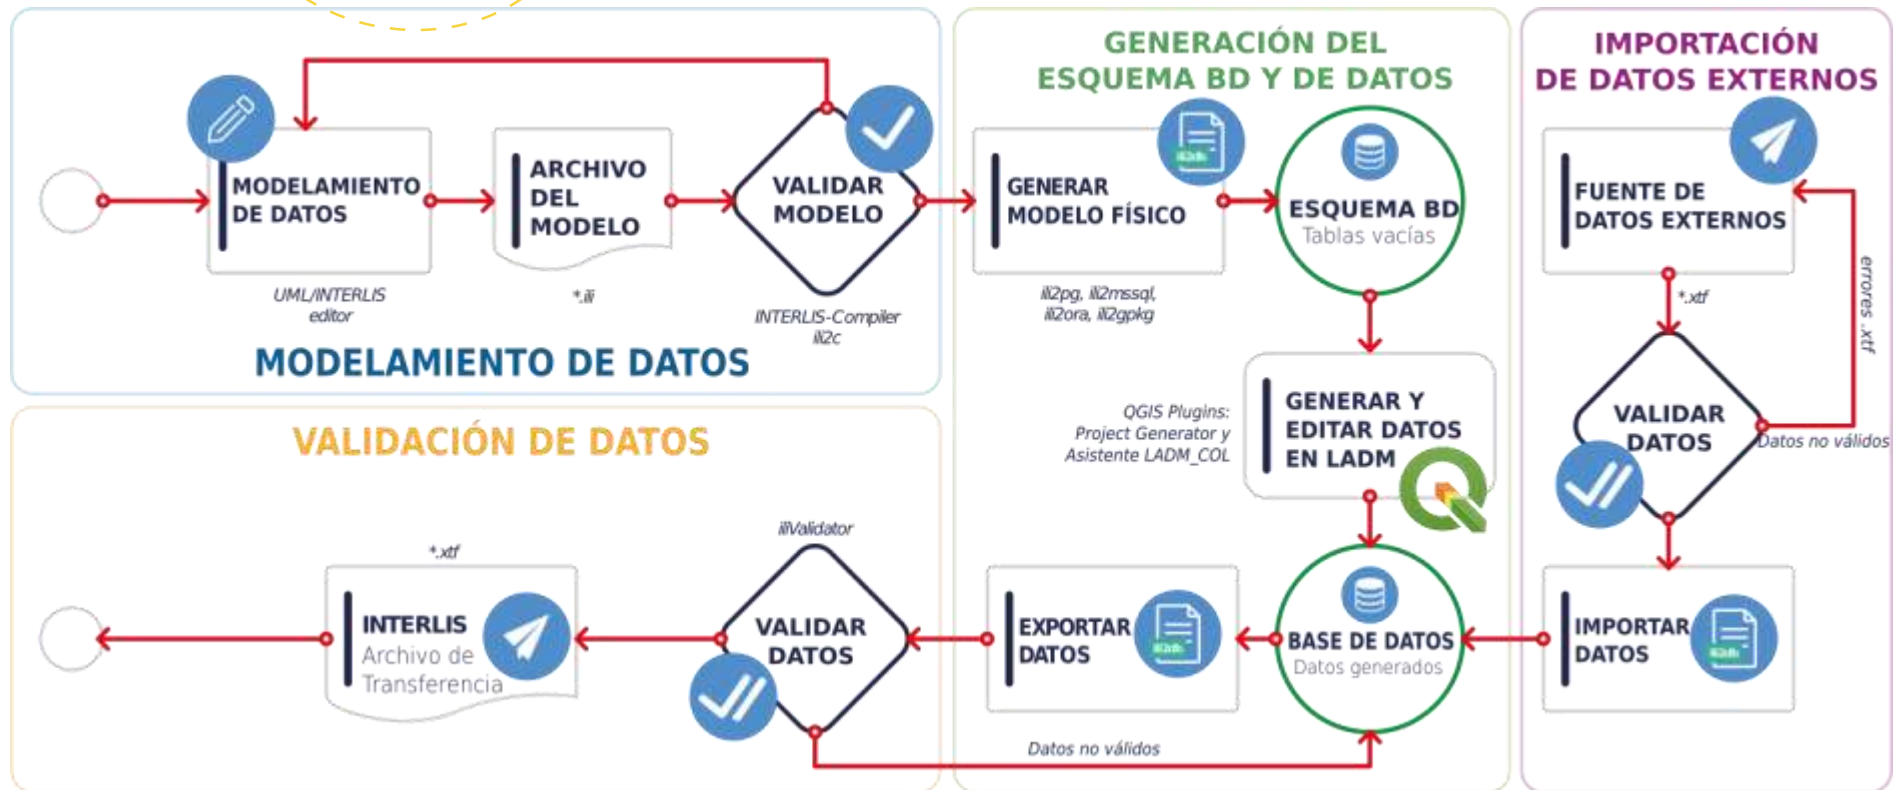 MODELAMIENTO
DE DATOS
UML/INTERLIS
editor
ARCHIVO
DEL
MODELO
*.ili
VALIDAR
MODELO
INTERLIS-Compiler
ili2c
MODELAMIENTO DE DATOS
GENERACIÓN DEL
ESQUEMA BD Y DE DATOS
GENERAR
MODELO FÍSICO
ili2pg, ili2mssql,
ili2ora, ili2gpkg
ESQUEMA BD
Tablas vacías
QGIS Plugins:
Project Generator y
Asistente LADM_COL
GENERAR Y
EDITAR DATOS
EN LADM
BASE DE DATOS
Datos generados
EXPORTAR
DATOS
IMPORTACIÓN
DE DATOS EXTERNOS
FUENTE DE
DATOS EXTERNOS
*.xtf
errores .xtf
VALIDAR
DATOS
Datos no válidos
IMPORTAR
DATOS
VALIDACIÓN DE DATOS
iliValidator
VALIDAR
DATOS
Datos no válidos
*.xtf
INTERLIS
Archivo de
Transferencia